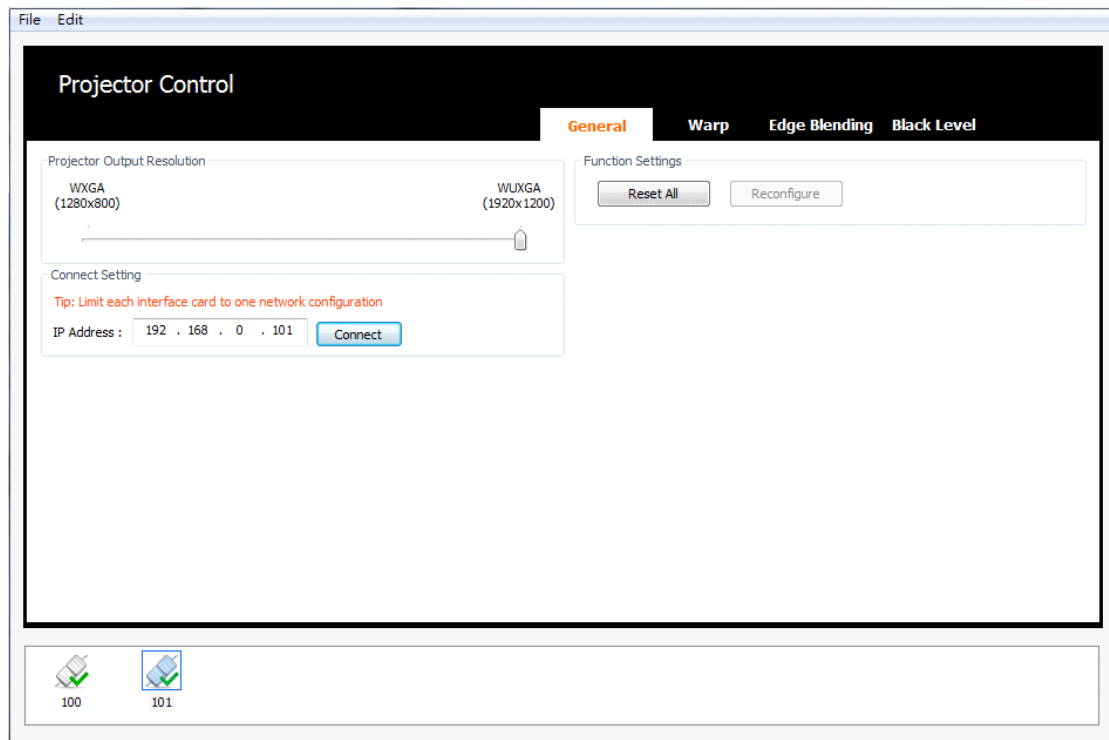 File Edit
Projector Control
General Warp Edge Blending Black Level
Projector Output Resolution
WXGA
(1280x800)
WUXGA
(1920x1200)
Function Settings
Reset All Reconfigure
Connect Setting
Tip: Limit each interface card to one network configuration
IP Address : 192 . 168 . 0 . 101 Connect
100 101